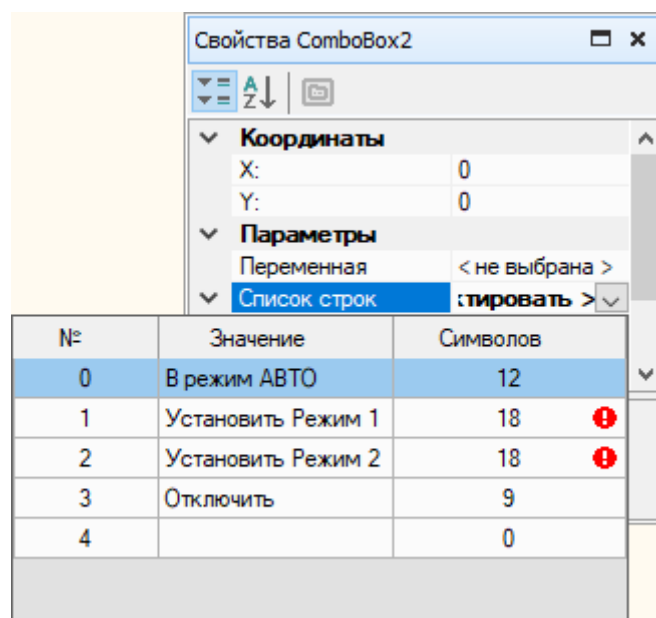 Свойства ComboBox2
Координаты
X: 0
Y: 0
Параметры
Переменная < не выбрана >
Список строк ктировать >
№ Значение Символов
0 В режим АВТО 12
1 Установить Режим 1 18
2 Установить Режим 2 18
3 Отключить 9
4 0